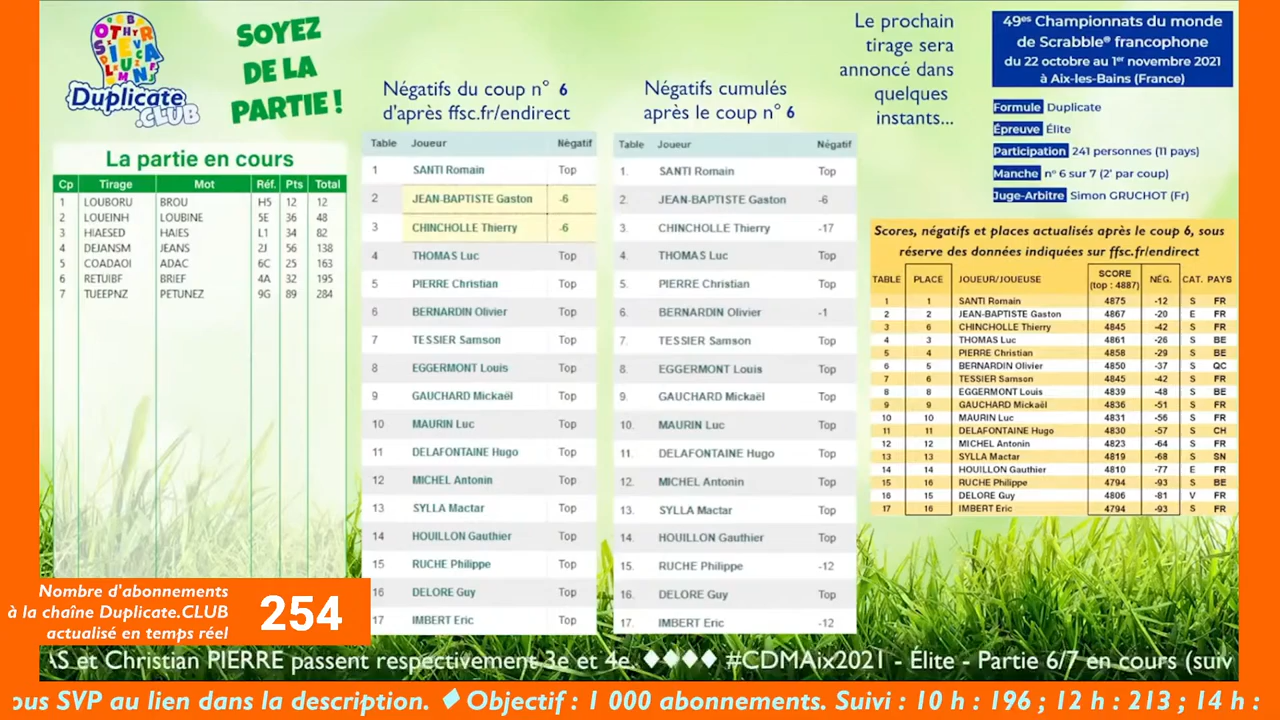 Duplicate
.CLUB
SOYEZ
DE LA
PARTIE !
La partie en cours
Cp Tirage Mot Réf. Pts Total
1 LOUBORU BROU H5 12 12
2 LOUEINH LOUBINE 5E 36 48
3 HIAESED HAIES L1 34 82
4 DEJANSM JEANS 2J 56 138
5 COADAOI ADAC 6C 25 163
6 RETUIBF BRIEF 4A 32 195
7 TUEEPNZ PETUNEZ 9G 89 284
Négatifs du coup n° 6
d'après ffsc.fr/endirect
Table Joueur Négatif
1 SANTI Romain Top
2 JEAN-BAPTISTE Gaston -6
3 CHINCHOLLE Thierry -6
4 THOMAS Luc Top
5 PIERRE Christian Top
6 BERNARDIN Olivier Top
7 TESSIER Samson Top
8 EGGERMONT Louis Top
9 GAUCHARD Mickaël Top
10 MAURIN Luc Top
11 DELAFONTAINE Hugo Top
12 MICHEL Antonin Top
13 SYLLA Mactar Top
14 HOUILLON Gauthier Top
15 RUCHE Philippe Top
16 DELORE Guy Top
17 IMBERT Eric Top
Négatifs cumulés
après le coup n° 6
Table Joueur Négatif
1. SANTI Romain Top
2. JEAN-BAPTISTE Gaston -6
3. CHINCHOLLE Thierry -17
4. THOMAS Luc Top
5. PIERRE Christian Top
6. BERNARDIN Olivier -1
7. TESSIER Samson Top
8. EGGERMONT Louis Top
9. GAUCHARD Mickaël Top
10. MAURIN Luc Top
11. DELAFONTAINE Hugo Top
12. MICHEL Antonin Top
13. SYLLA Mactar Top
14. HOUILLON Gauthier Top
15. RUCHE Philippe -12
16. DELORE Guy Top
17. IMBERT Eric -12
Le prochain
tirage sera
annoncé dans
quelques
instants...
49es Championnats du monde
de Scrabble® francophone
du 22 octobre au 1er novembre 2021
à Aix-les-Bains (France)
Formule Duplicate
Épreuve Élite
Participation 241 personnes (11 pays)
Manche n° 6 sur 7 (2' par coup)
Juge-Arbitre Simon GRUCHOT (Fr)
Scores, négatifs et places actualisés après le coup 6, sous
réserve des données indiquées sur ffsc.fr/endirect
TABLE PLACE JOUEUR/JOUEUSE SCORE (top : 4887) NÉG. CAT. PAYS
1 1 SANTI Romain 4875 -12 S FR
2 2 JEAN-BAPTISTE Gaston 4867 -20 E FR
3 6 CHINCHOLLE Thierry 4845 -42 S FR
4 3 THOMAS Luc 4861 -26 S BE
5 4 PIERRE Christian 4858 -29 S BE
6 5 BERNARDIN Olivier 4850 -37 S QC
7 6 TESSIER Samson 4845 -42 S FR
8 8 EGGERMONT Louis 4839 -48 S BE
9 9 GAUCHARD Mickaël 4836 -51 S FR
10 10 MAURIN Luc 4831 -56 S FR
11 11 DELAFONTAINE Hugo 4830 -57 S CH
12 12 MICHEL Antonin 4823 -64 S FR
13 13 SYLLA Mactar 4819 -68 S SN
14 14 HOUILLON Gauthier 4810 -77 E FR
15 16 RUCHE Philippe 4794 -93 S BE
16 15 DELORE Guy 4806 -81 V FR
17 16 IMBERT Eric 4794 -93 S FR
Nombre d'abonnements
à la chaîne Duplicate.CLUB
actualisé en temps réel
254
AS et Christian PIERRE passent respectivement 3e et 4e. ♦♦♦♦ #CDMAix2021 - Élite - Partie 6/7 en cours (suiv
ous SVP au lien dans la description. ♦ Objectif : 1 000 abonnements. Suivi : 10 h : 196 ; 12 h : 213 ; 14 h :